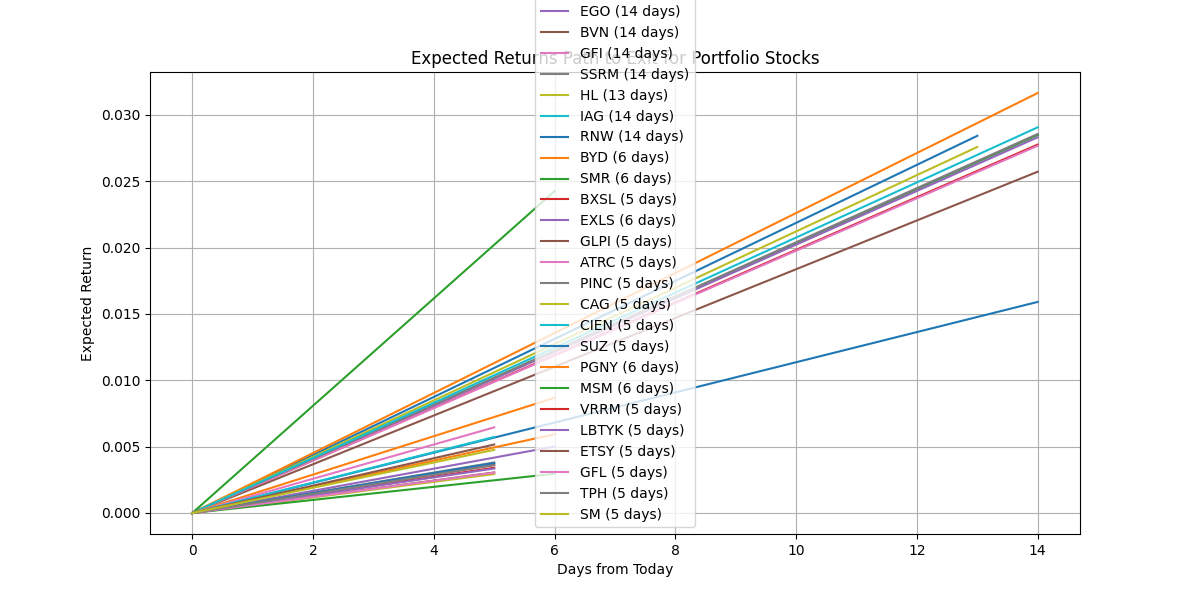 EGO (14 days)
BVN (14 days)
GFI (14 days)
Expected Returns Path to Exit for Portfolio Stocks
SSRM (14 days)
HL (13 days)
IAG (14 days)
RNW (14 days)
BYD (6 days)
SMR (6 days)
BXSL (5 days)
EXLS (6 days)
GLPI (5 days)
ATRC (5 days)
PINC (5 days)
CAG (5 days)
CIEN (5 days)
SUZ (5 days)
PGNY (6 days)
MSM (6 days)
VRRM (5 days)
LBTYK (5 days)
ETSY (5 days)
GFL (5 days)
TPH (5 days)
SM (5 days)
0.030
0.025
0.020
0.015
0.010
0.005
0.000
Expected Return
0 2 4 6 8 10 12 14
Days from Today